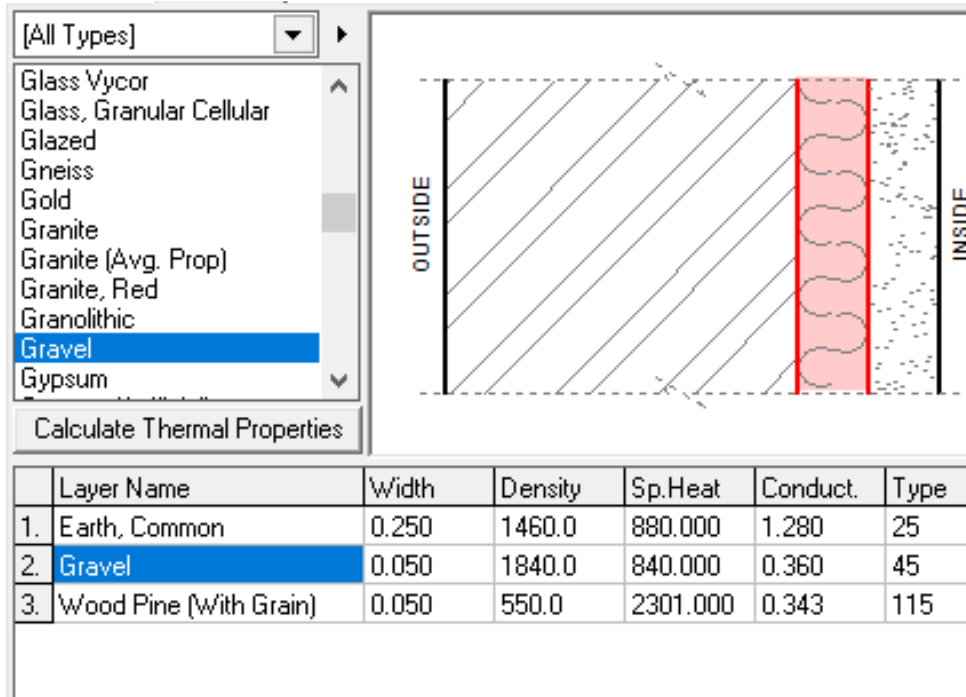 [All Types]
Glass Vycor
Glass, Granular Cellular
Glazed
Gneiss
Gold
Granite
Granite (Avg. Prop)
Granite, Red
Granolithic
Gravel
Gypsum
Calculate Thermal Properties
OUTSIDE
INSIDE
Layer Name Width Density Sp.Heat Conduct. Type
1. Earth, Common 0.250 1460.0 880.000 1.280 25
2. Gravel 0.050 1840.0 840.000 0.360 45
3. Wood Pine (With Grain) 0.050 550.0 2301.000 0.343 115